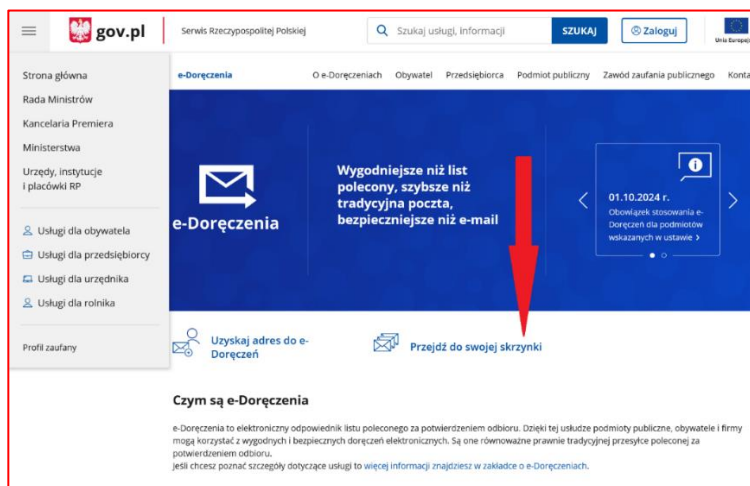 gov.pl
Serwis Rzeczypospolitej Polskiej
Szukaj usługi, informacji
SZUKAJ
Zaloguj
Unia Europejska
Strona główna
Rada Ministrów
Kancelaria Premiera
Ministerstwa
Urzędy, instytucje
i placówki RP
Usługi dla obywatela
Usługi dla przedsiębiorcy
Usługi dla urzędnika
Usługi dla rolnika
Profil zaufany
e-Doręczenia
O e-Doręczeniach
Obywatel
Przedsiębiorca
Podmiot publiczny
Zawód zaufania publicznego
Konta
e-Doręczenia
Wygodniejsze niż list
polecony, szybsze niż
tradycyjna poczta,
bezpieczniejsze niż e-mail
01.10.2024 r.
Obowiązek stosowania e-
Doręczeń dla podmiotów
wskazanych w ustawie >
Uzyskaj adres do e-
Doręczeń
Przejdź do swojej skrzynki
Czym są e-Doręczenia
e-Doręczenia to elektroniczny odpowiednik listu poleconego za potwierdzeniem odbioru. Dzięki tej usłudze podmioty publiczne, obywatele i firmy
mogą korzystać z wygodnych i bezpiecznych doręczeń elektronicznych. Są one równoważne prawnie tradycyjnej przesyłce poleconej za
potwierdzeniem odbioru.
Jeśli chcesz poznać szczegóły dotyczące usługi to więcej informacji znajdziesz w zakładce o e-Doręczeniach.